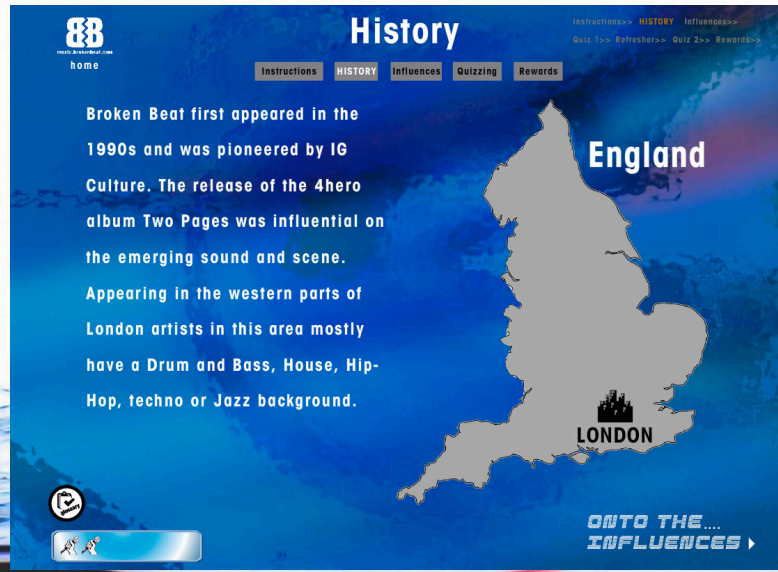 BB
music.brokenbeat.com
home
History
Instructions>> HISTORY Influences>>
Quiz 1>> Refresher>> Quiz 2>> Rewards>>
Instructions HISTORY Influences Quizzing Rewards
Broken Beat first appeared in the
1990s and was pioneered by IG
Culture. The release of the 4hero
album Two Pages was influential on
the emerging sound and scene.
Appearing in the western parts of
London artists in this area mostly
have a Drum and Bass, House, Hip-
Hop, techno or Jazz background.
England
LONDON
glossary
ONTO THE....
INFLUENCES